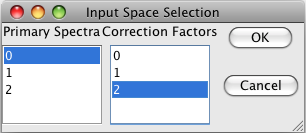 Input Space Selection
Primary Spectra Correction Factors
OK
0 0
1 1
2 2
Cancel